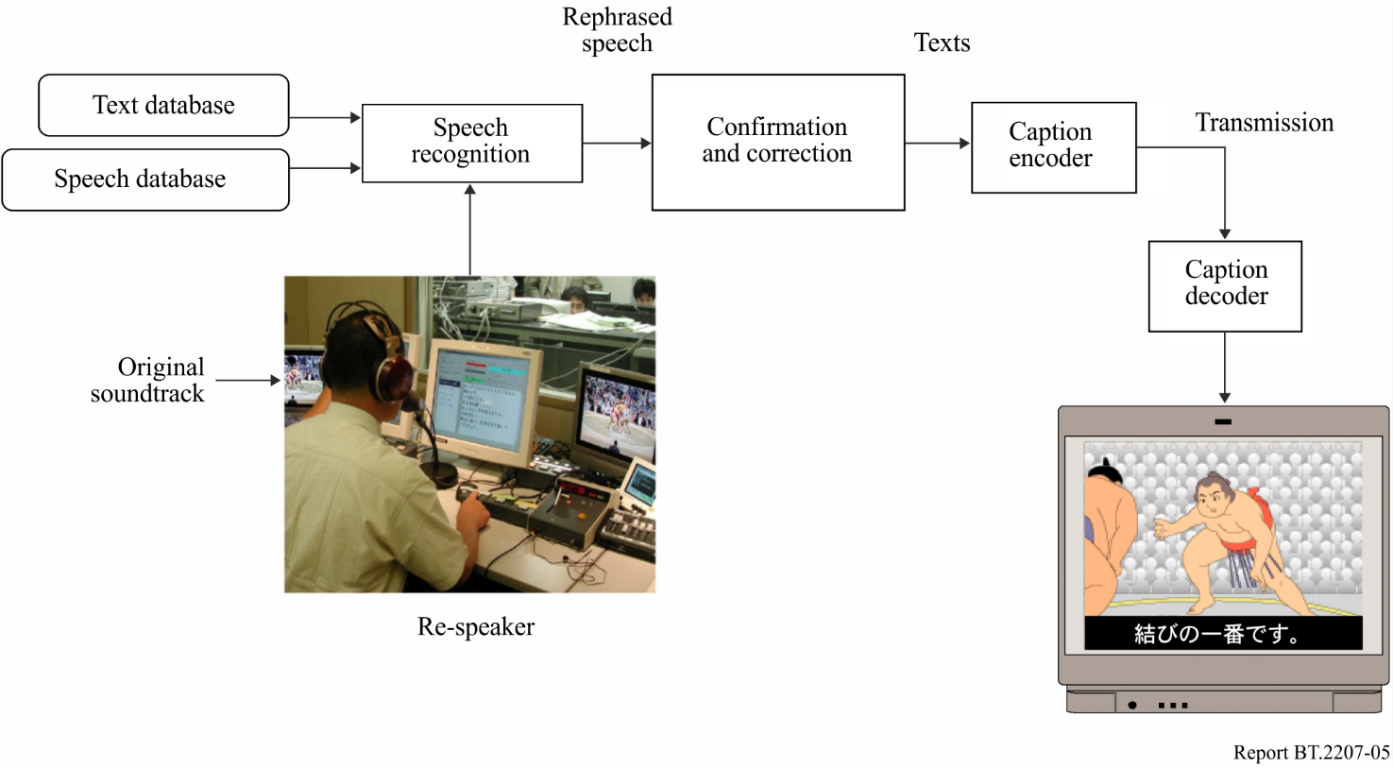 Rephrased
speech
Texts
Text database
Speech database
Speech
recognition
Confirmation
and correction
Caption
encoder
Transmission
Caption
decoder
Original
soundtrack
Re-speaker
結びの一番です。
Report BT.2207-05